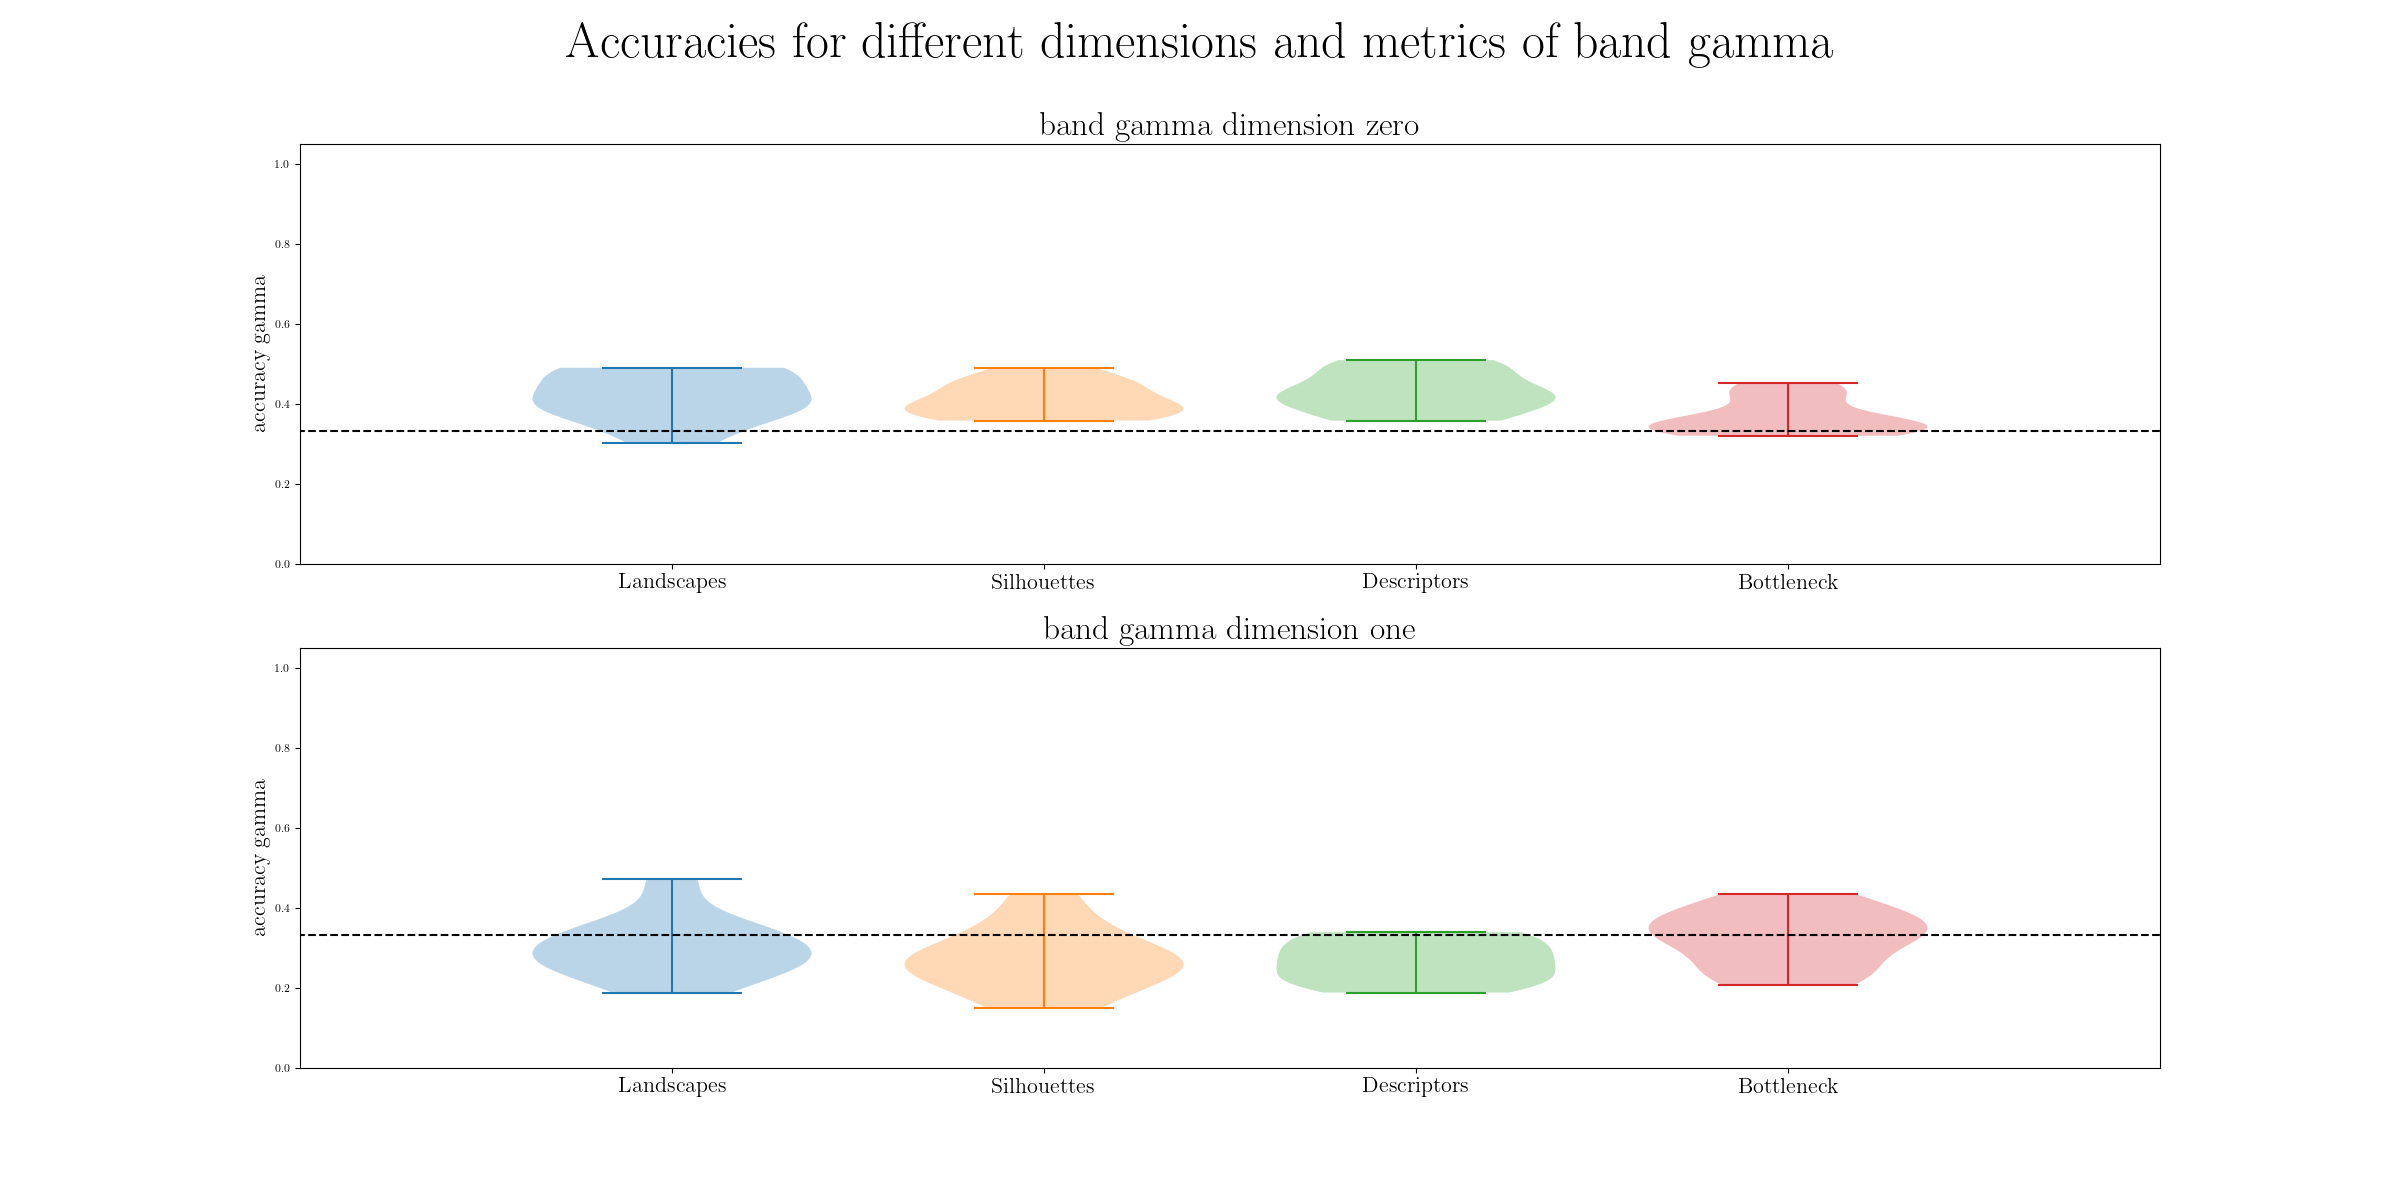 Accuracies for different dimensions and metrics of band gamma
band gamma dimension zero
accuracy gamma
1.0
0.8
0.6
0.4
0.2
0.0
Landscapes Silhouettes Descriptors Bottleneck
band gamma dimension one
accuracy gamma
1.0
0.8
0.6
0.4
0.2
0.0
Landscapes Silhouettes Descriptors Bottleneck